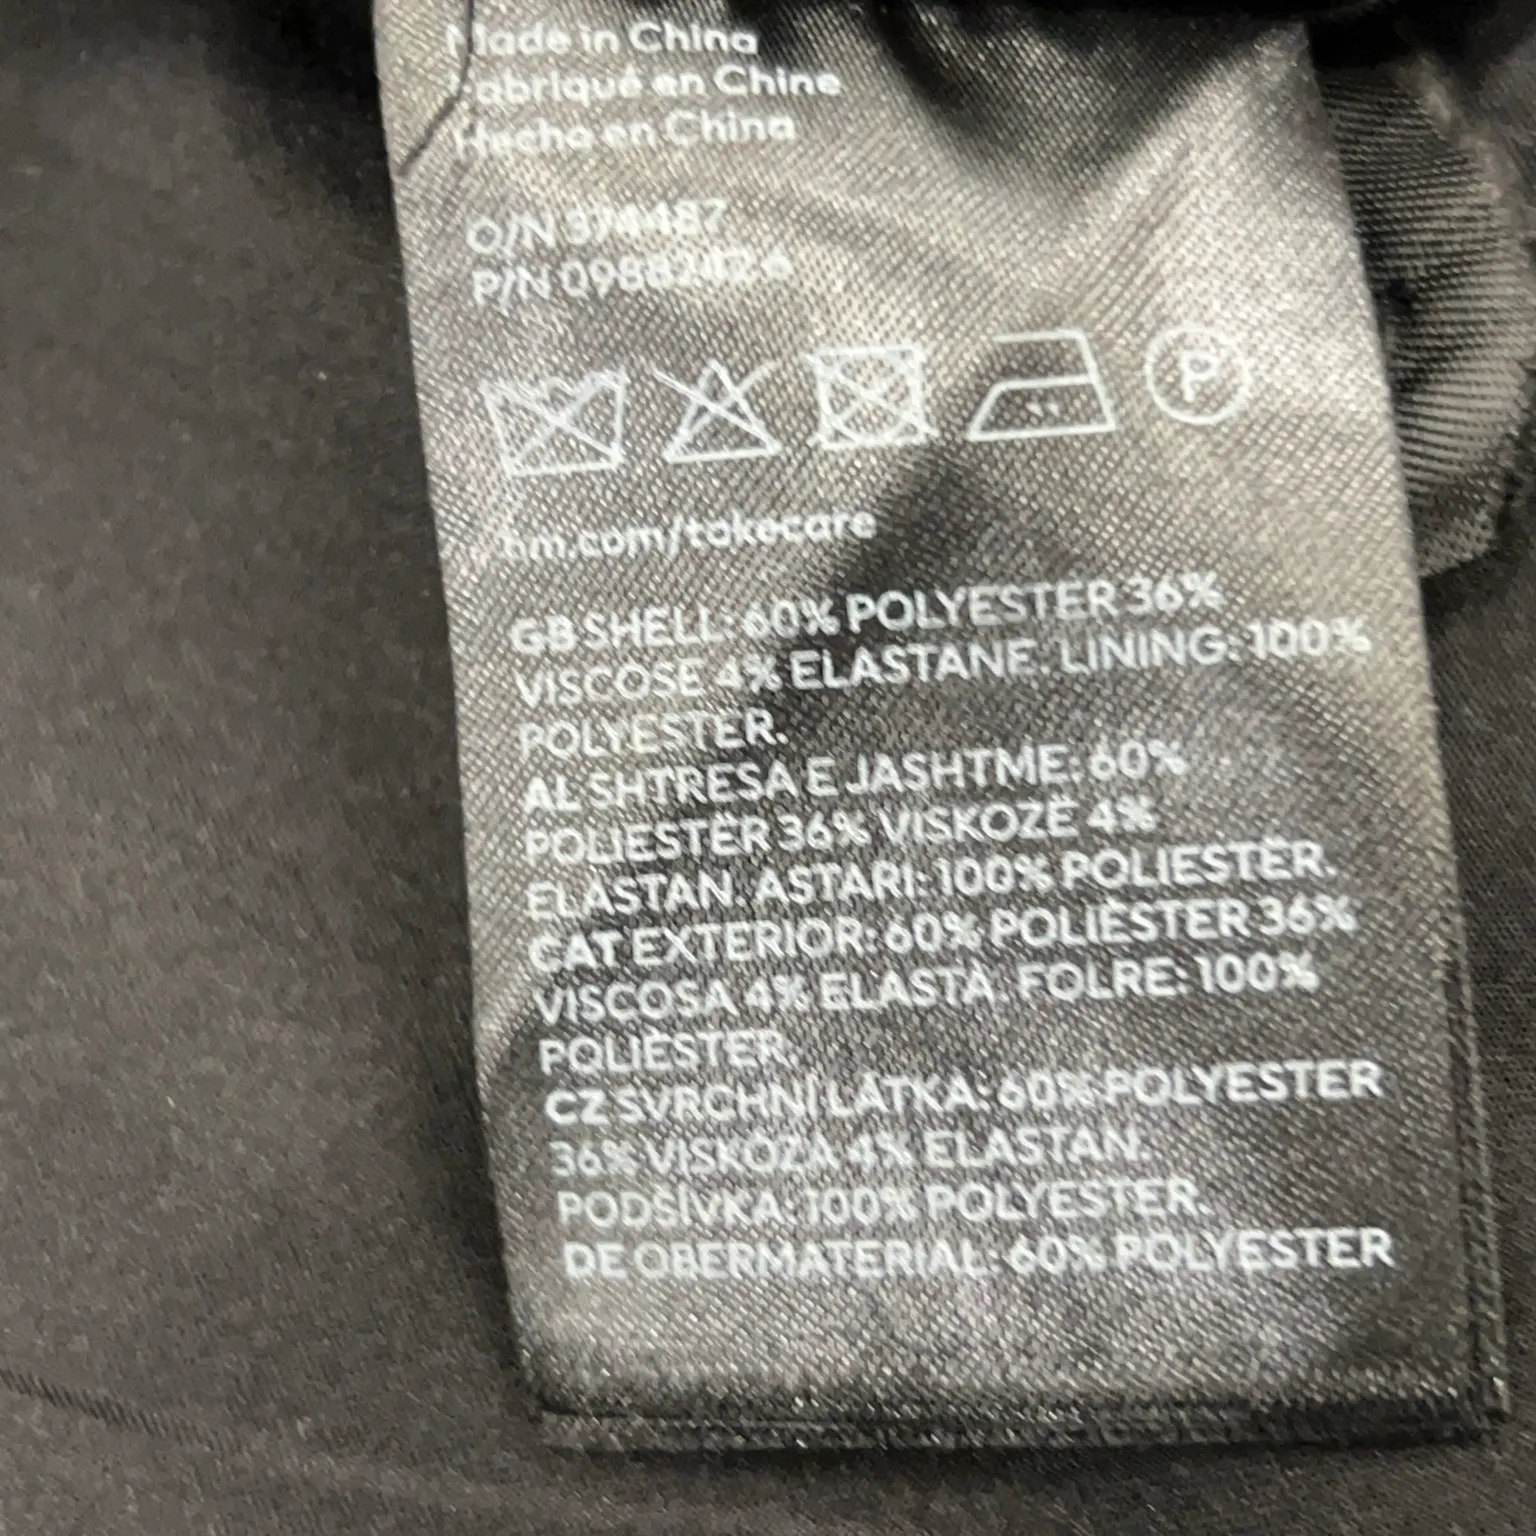 Made in China
Fabriqué en Chine
Hecho en China
O/N 374487
P/N
P
hm.com/takecare
GB SHELL: 60% POLYESTER 36%
VISCOSE 4% ELASTANE. LINING: 100%
POLYESTER.
AL SHTRESA E JASHTME: 60%
POLIESTER 36% VISKOZË 4%
ELASTAN. ASTARI: 100% POLIESTËR.
CAT EXTERIOR: 60% POLIÈSTER 36%
VISCOSA 4% ELASTÀ. FOLRE: 100%
POLIÈSTER.
CZ SVRCHNÍ LÁTKA: 60% POLYESTER
36% VISKÓZA 4% ELASTAN.
PODŠÍVKA: 100% POLYESTER.
DE OBERMATERIAL: 60% POLYESTER